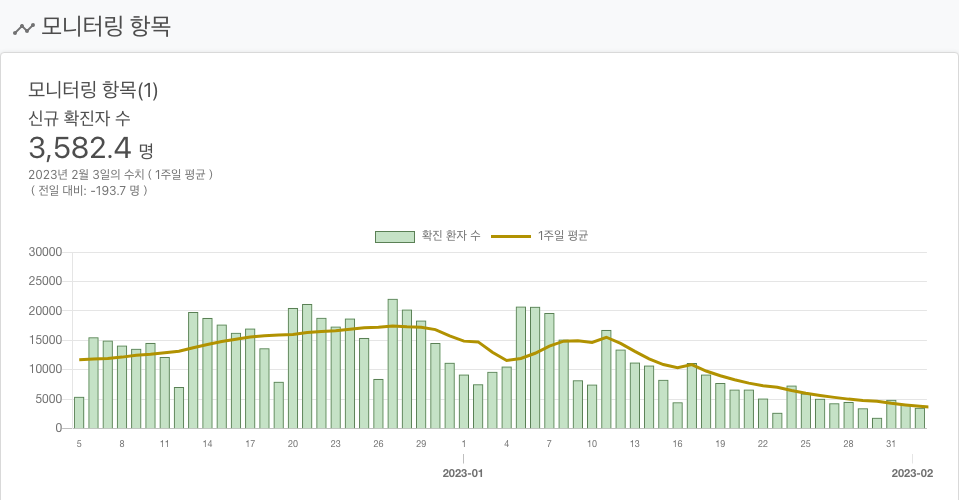 모니터링 항목
모니터링 항목(1)
신규 확진자 수
3,582.4 명
2023년 2월 3일의 수치 ( 1주일 평균 )
( 전일 대비: -193.7 명 )
확진 환자 수 1주일 평균
30000
25000
20000
15000
10000
5000
0
5 8 11 14 17 20 23 26 29 1 4 7 10 13 16 19 22 25 28 31
2023-01 2023-02